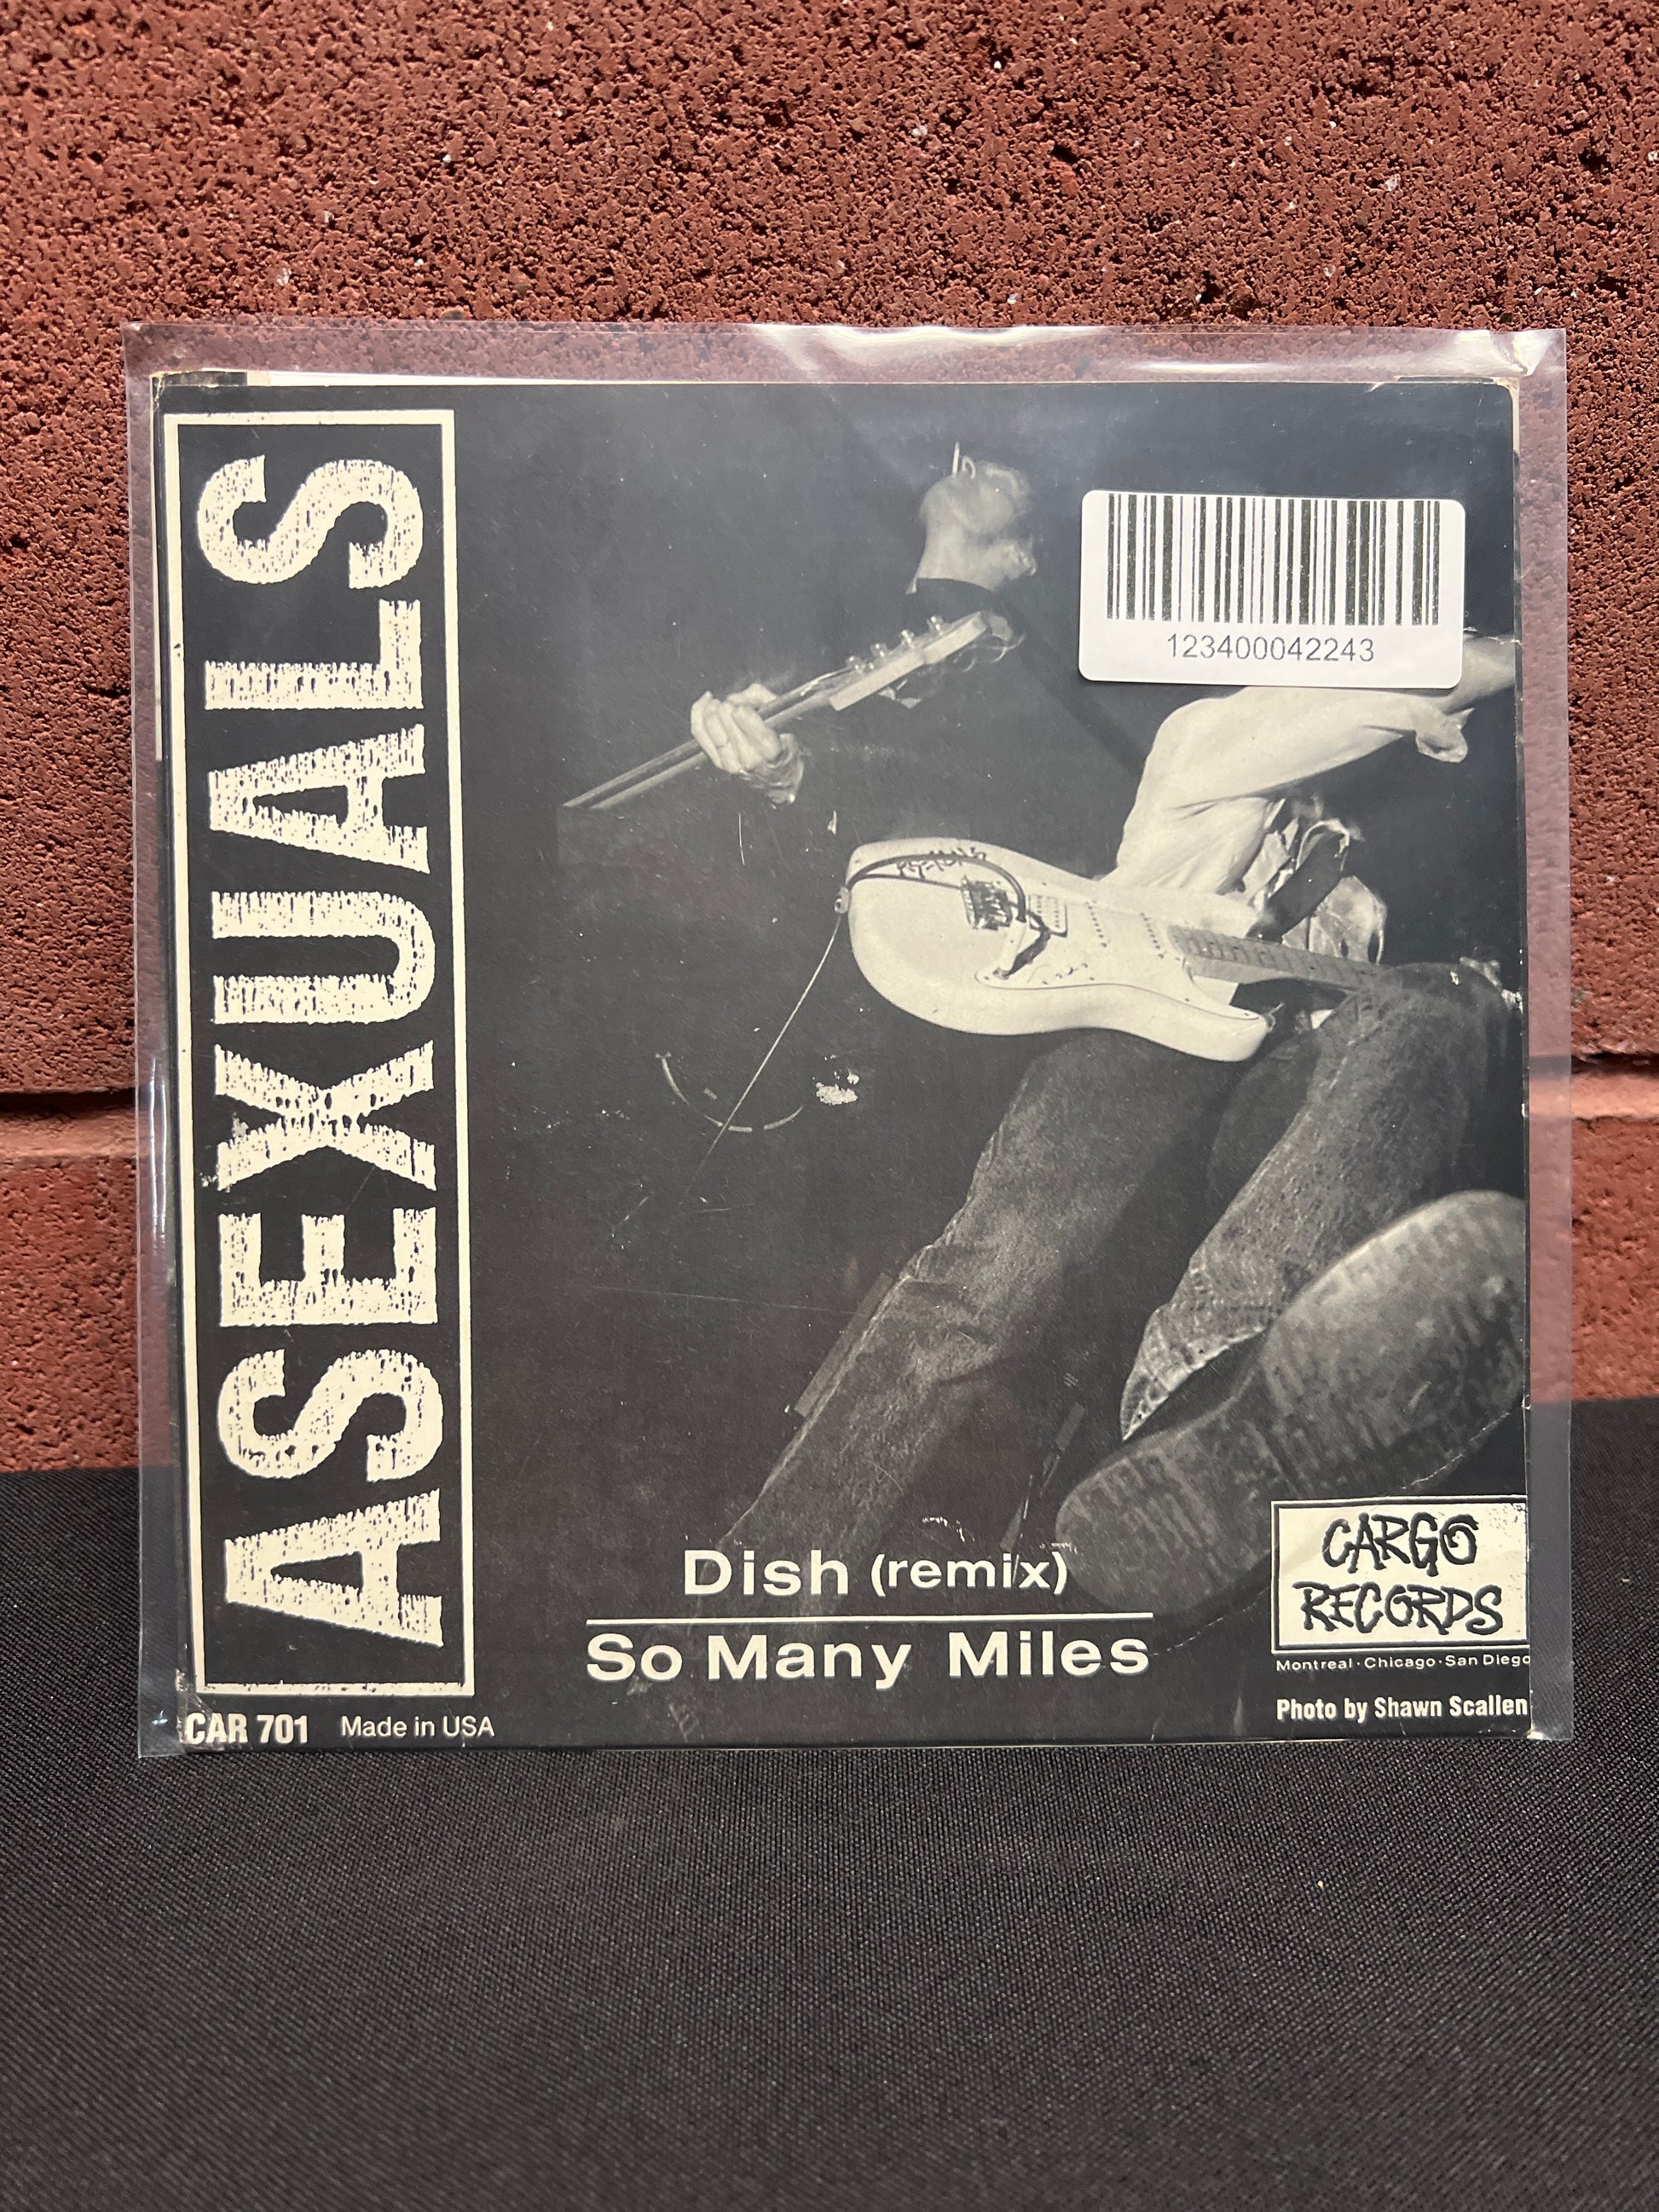 ASEXUALS
123400042243
Dish (remix)
So Many Miles
CARGO
RECORDS
Montreal · Chicago · San Diego
Photo by Shawn Scallen
CAR 701 Made in USA